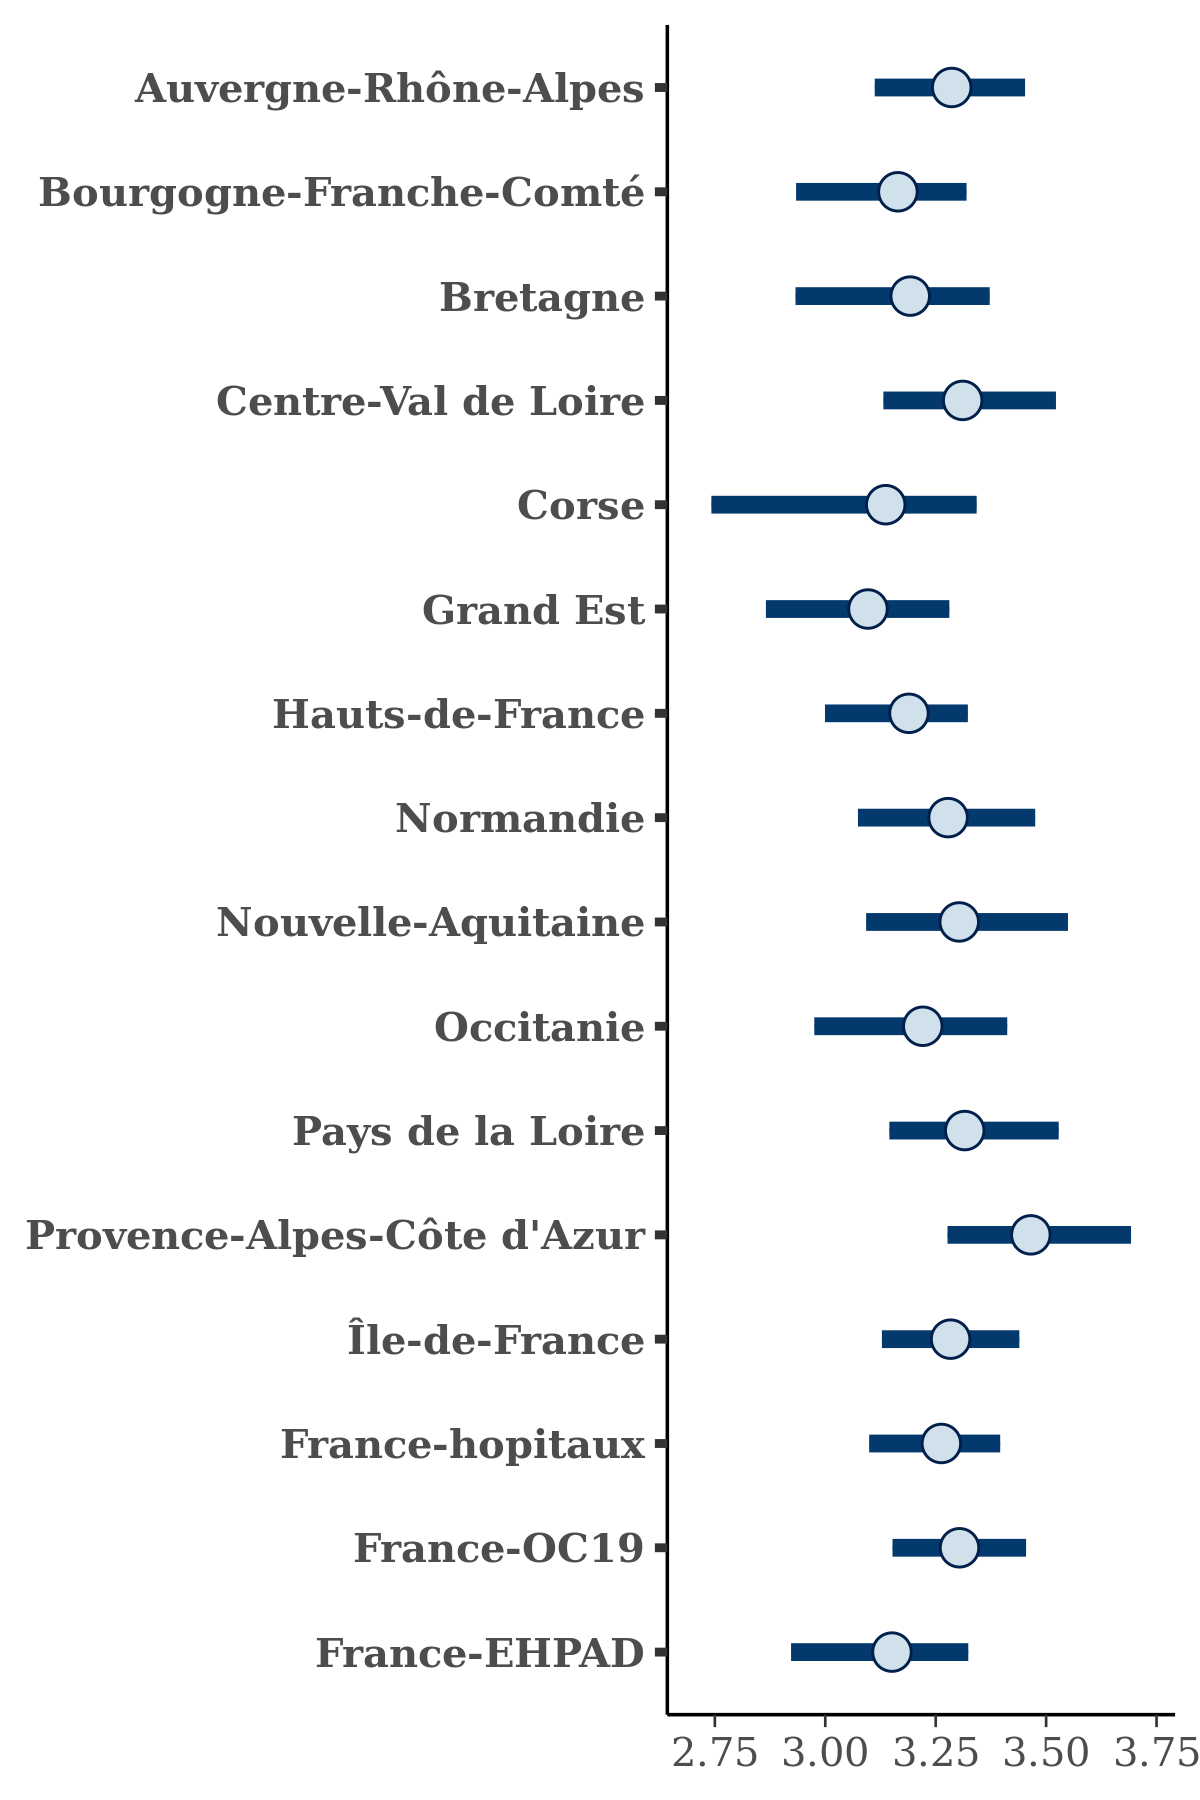 Auvergne-Rhône-Alpes
Bourgogne-Franche-Comté
Bretagne
Centre-Val de Loire
Corse
Grand Est
Hauts-de-France
Normandie
Nouvelle-Aquitaine
Occitanie
Pays de la Loire
Provence-Alpes-Côte d'Azur
Île-de-France
France-hopitaux
France-OC19
France-EHPAD
2.75 3.00 3.25 3.50 3.75